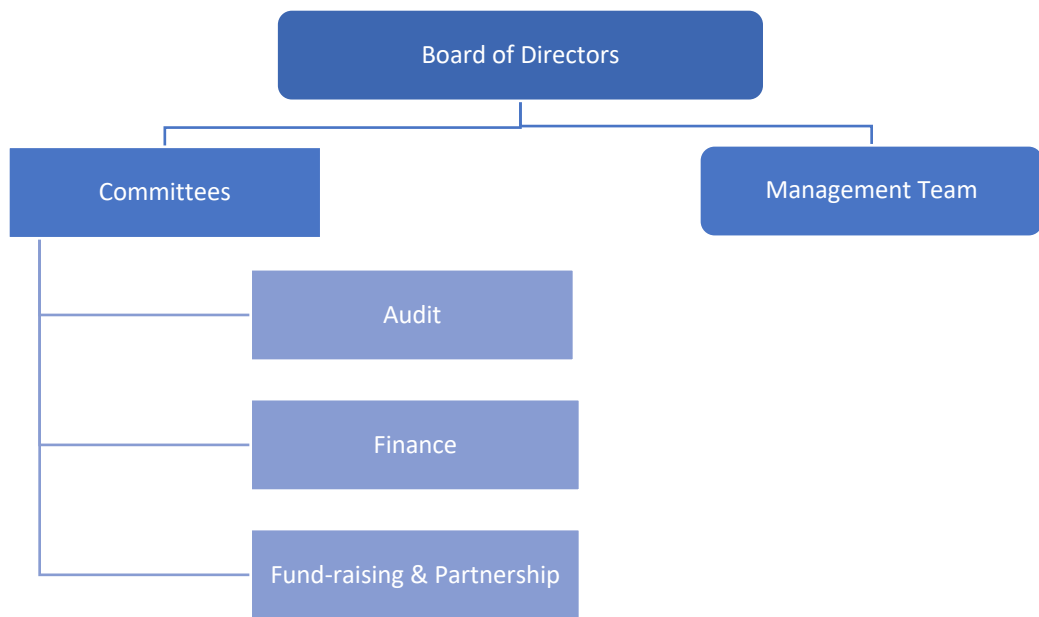 Board of Directors
Committees
Management Team
Audit
Finance
Fund-raising & Partnership